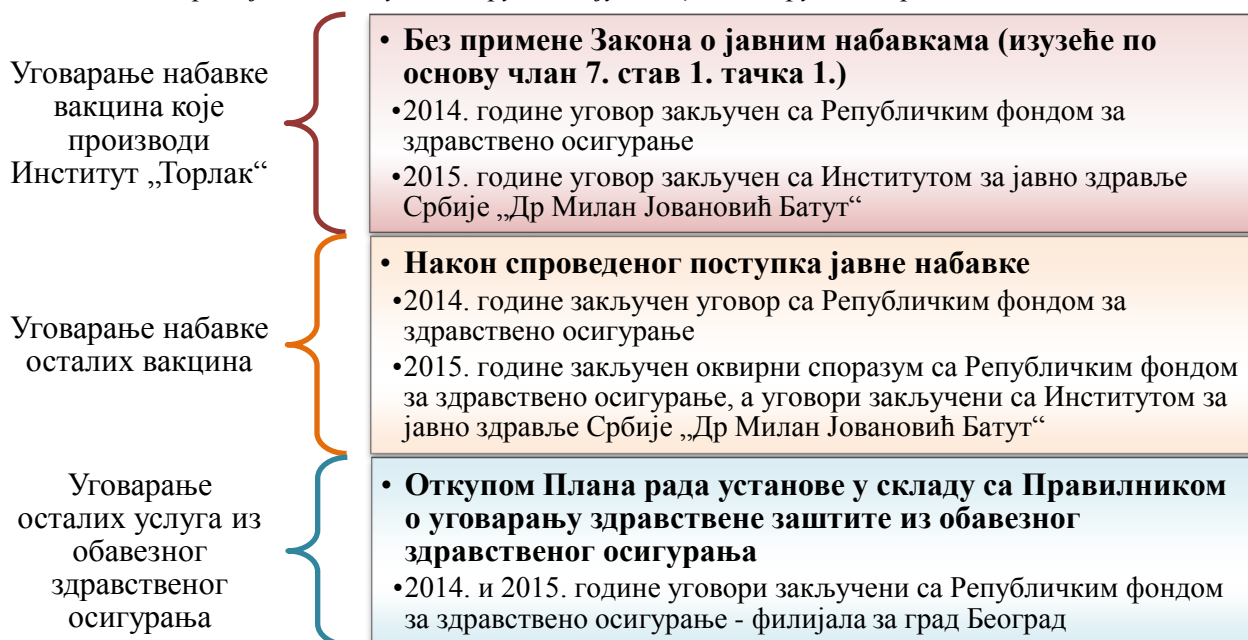 Уговарање набавке
вакцина које
производи
Институт „Торлак“
• Без примене Закона о јавним набавкама (изузеће по
основу члан 7. став 1. тачка 1.)
•2014. године уговор закључен са Републичким фондом за
здравствено осигурање
•2015. године уговор закључен са Институтом за јавно здравље
Србије „Др Милан Јовановић Батут“
Уговарање набавке
осталих вакцина
• Након спроведеног поступка јавне набавке
•2014. године закључен уговор са Републичким фондом за
здравствено осигурање
•2015. године закључен оквирни споразум са Републичким фондом
за здравствено осигурање, а уговори закључени са Институтом за
јавно здравље Србије „Др Милан Јовановић Батут“
Уговарање
осталих услуга из
обавезног
здравственог
осигурања
• Откупом Плана рада установе у складу са Правилником
о уговарању здравствене заштите из обавезног
здравственог осигурања
•2014. и 2015. године уговори закључени са Републичким фондом
за здравствено осигурање - филијала за град Београд